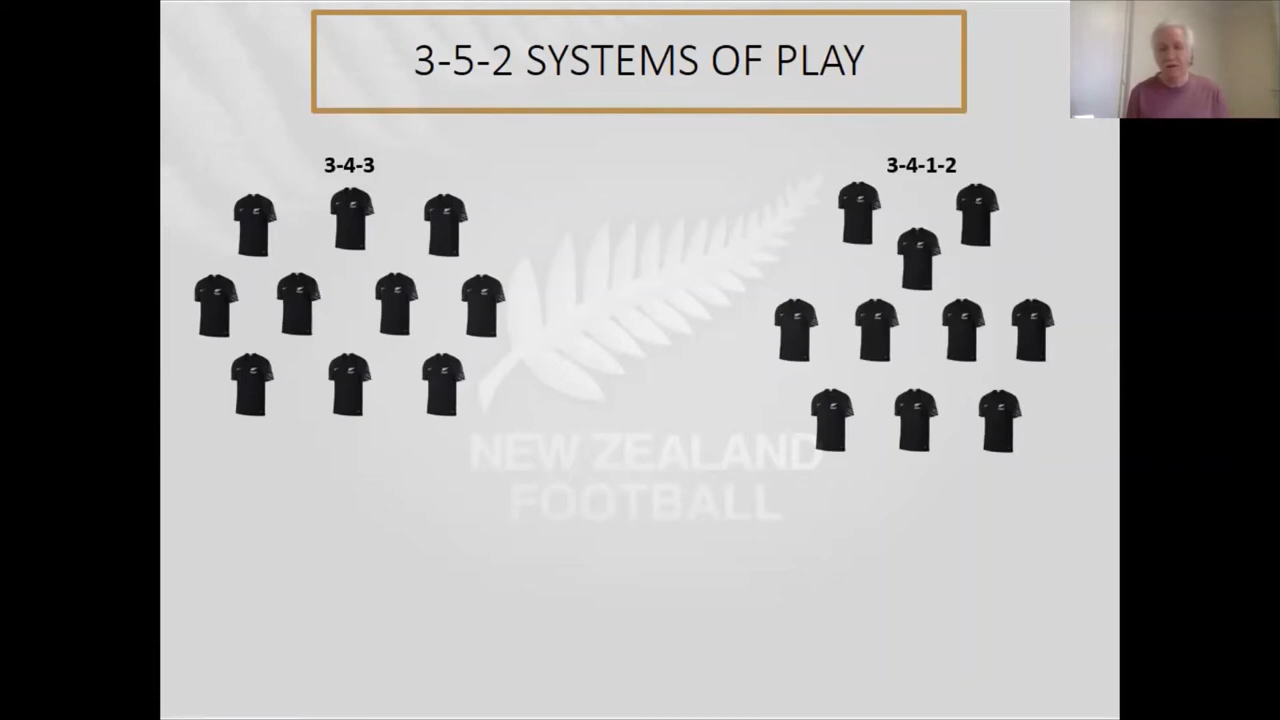 3-5-2 SYSTEMS OF PLAY
3-4-3
3-4-1-2
NEW ZEALAND
FOOTBALL